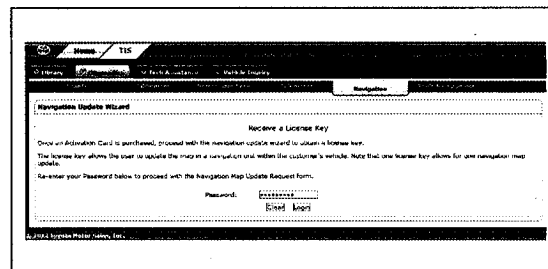 Home TIS
Library Tech Assistance Vehicle Inquiry
Navigation
Navigation Update Wizard
Receive a License Key
Once an Activation Card is purchased, proceed with the navigation update wizard to obtain a license key.
The license key allows the user to update the map in a navigation unit within the customer's vehicle. Note that one license key allows for one navigation map
update.
Re-enter your Password below to proceed with the Navigation Map Update Request form.
Password: ********
Clear Login
Toyota Motor Sales, Inc.